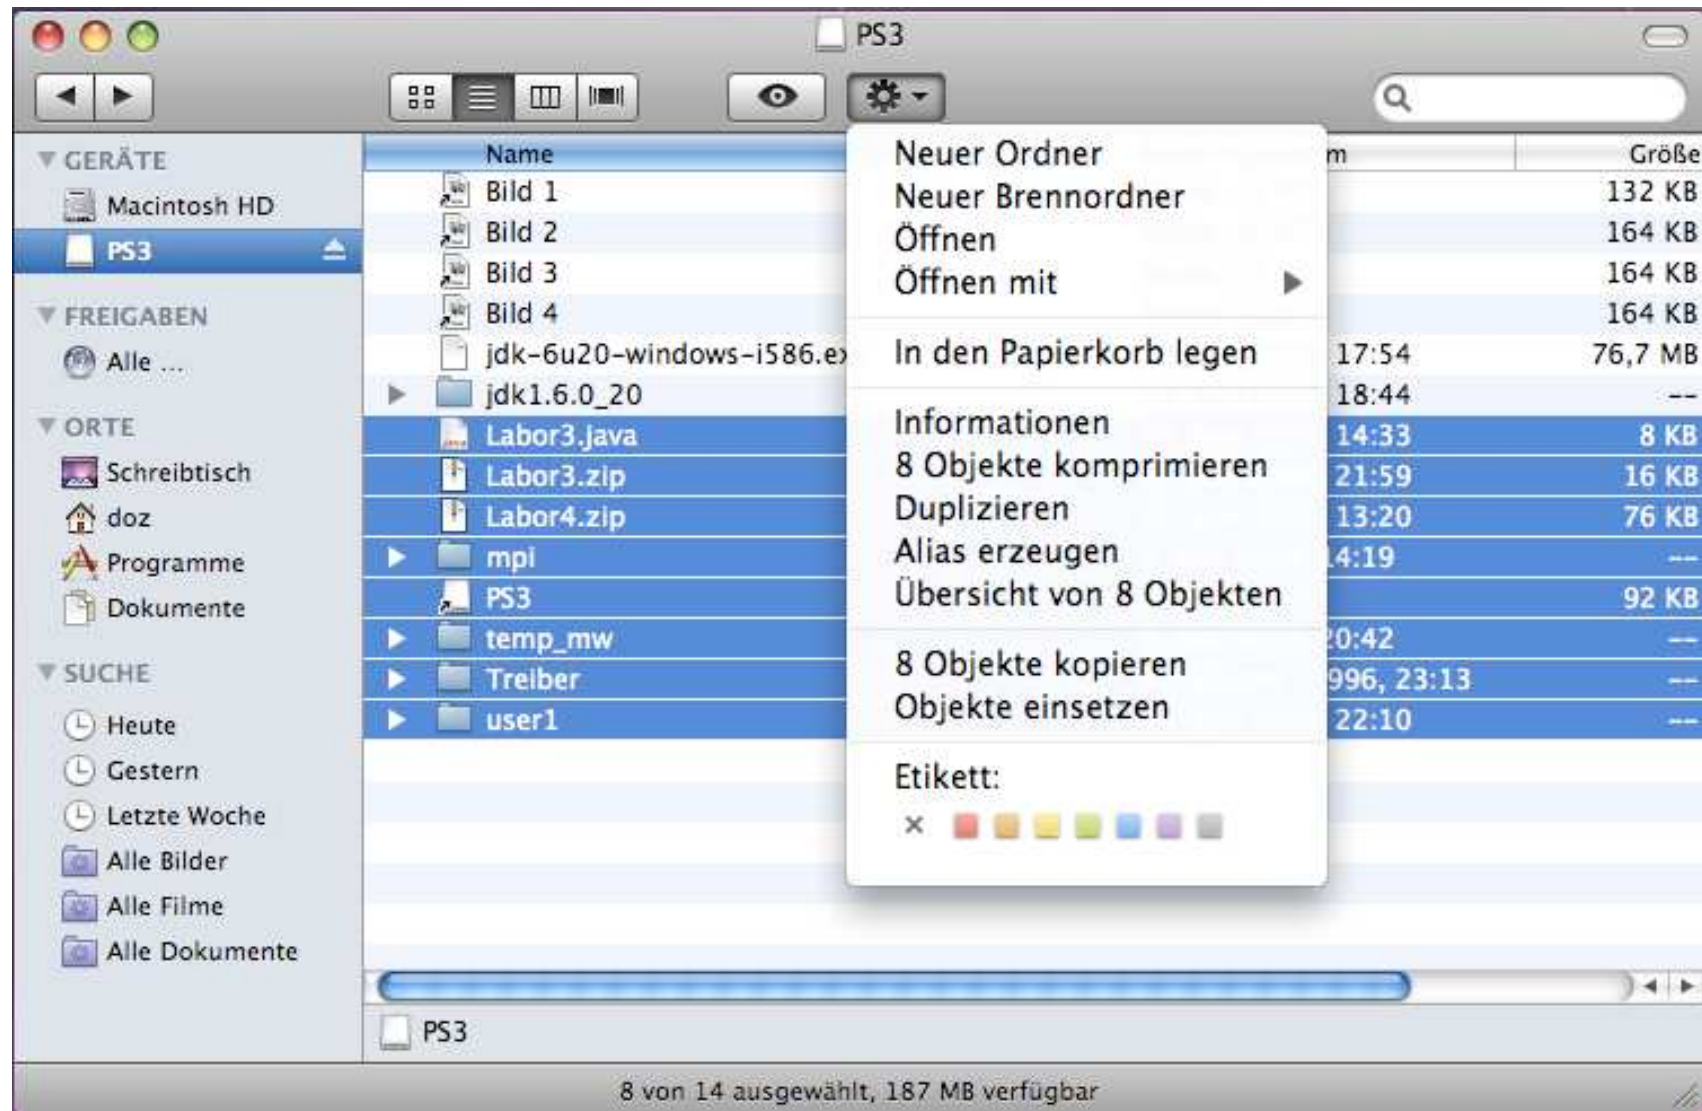 PS3
GERÄTE
Macintosh HD
PS3
FREIGABEN
Alle ...
ORTE
Schreibtisch
doz
Programme
Dokumente
SUCHE
Heute
Gestern
Letzte Woche
Alle Bilder
Alle Filme
Alle Dokumente
Name m Größe
Bild 1 132 KB
Bild 2 164 KB
Bild 3 164 KB
Bild 4 164 KB
jdk-6u20-windows-i586.ex 17:54 76,7 MB
jdk1.6.0_20 18:44 --
Labor3.java 14:33 8 KB
Labor3.zip 21:59 16 KB
Labor4.zip 13:20 76 KB
mpi 14:19 --
PS3 92 KB
temp_mw 20:42 --
Treiber 996, 23:13 --
user1 22:10 --
Neuer Ordner
Neuer Brennordner
Öffnen
Öffnen mit
In den Papierkorb legen
Informationen
8 Objekte komprimieren
Duplizieren
Alias erzeugen
Übersicht von 8 Objekten
8 Objekte kopieren
Objekte einsetzen
Etikett:
PS3
8 von 14 ausgewählt, 187 MB verfügbar